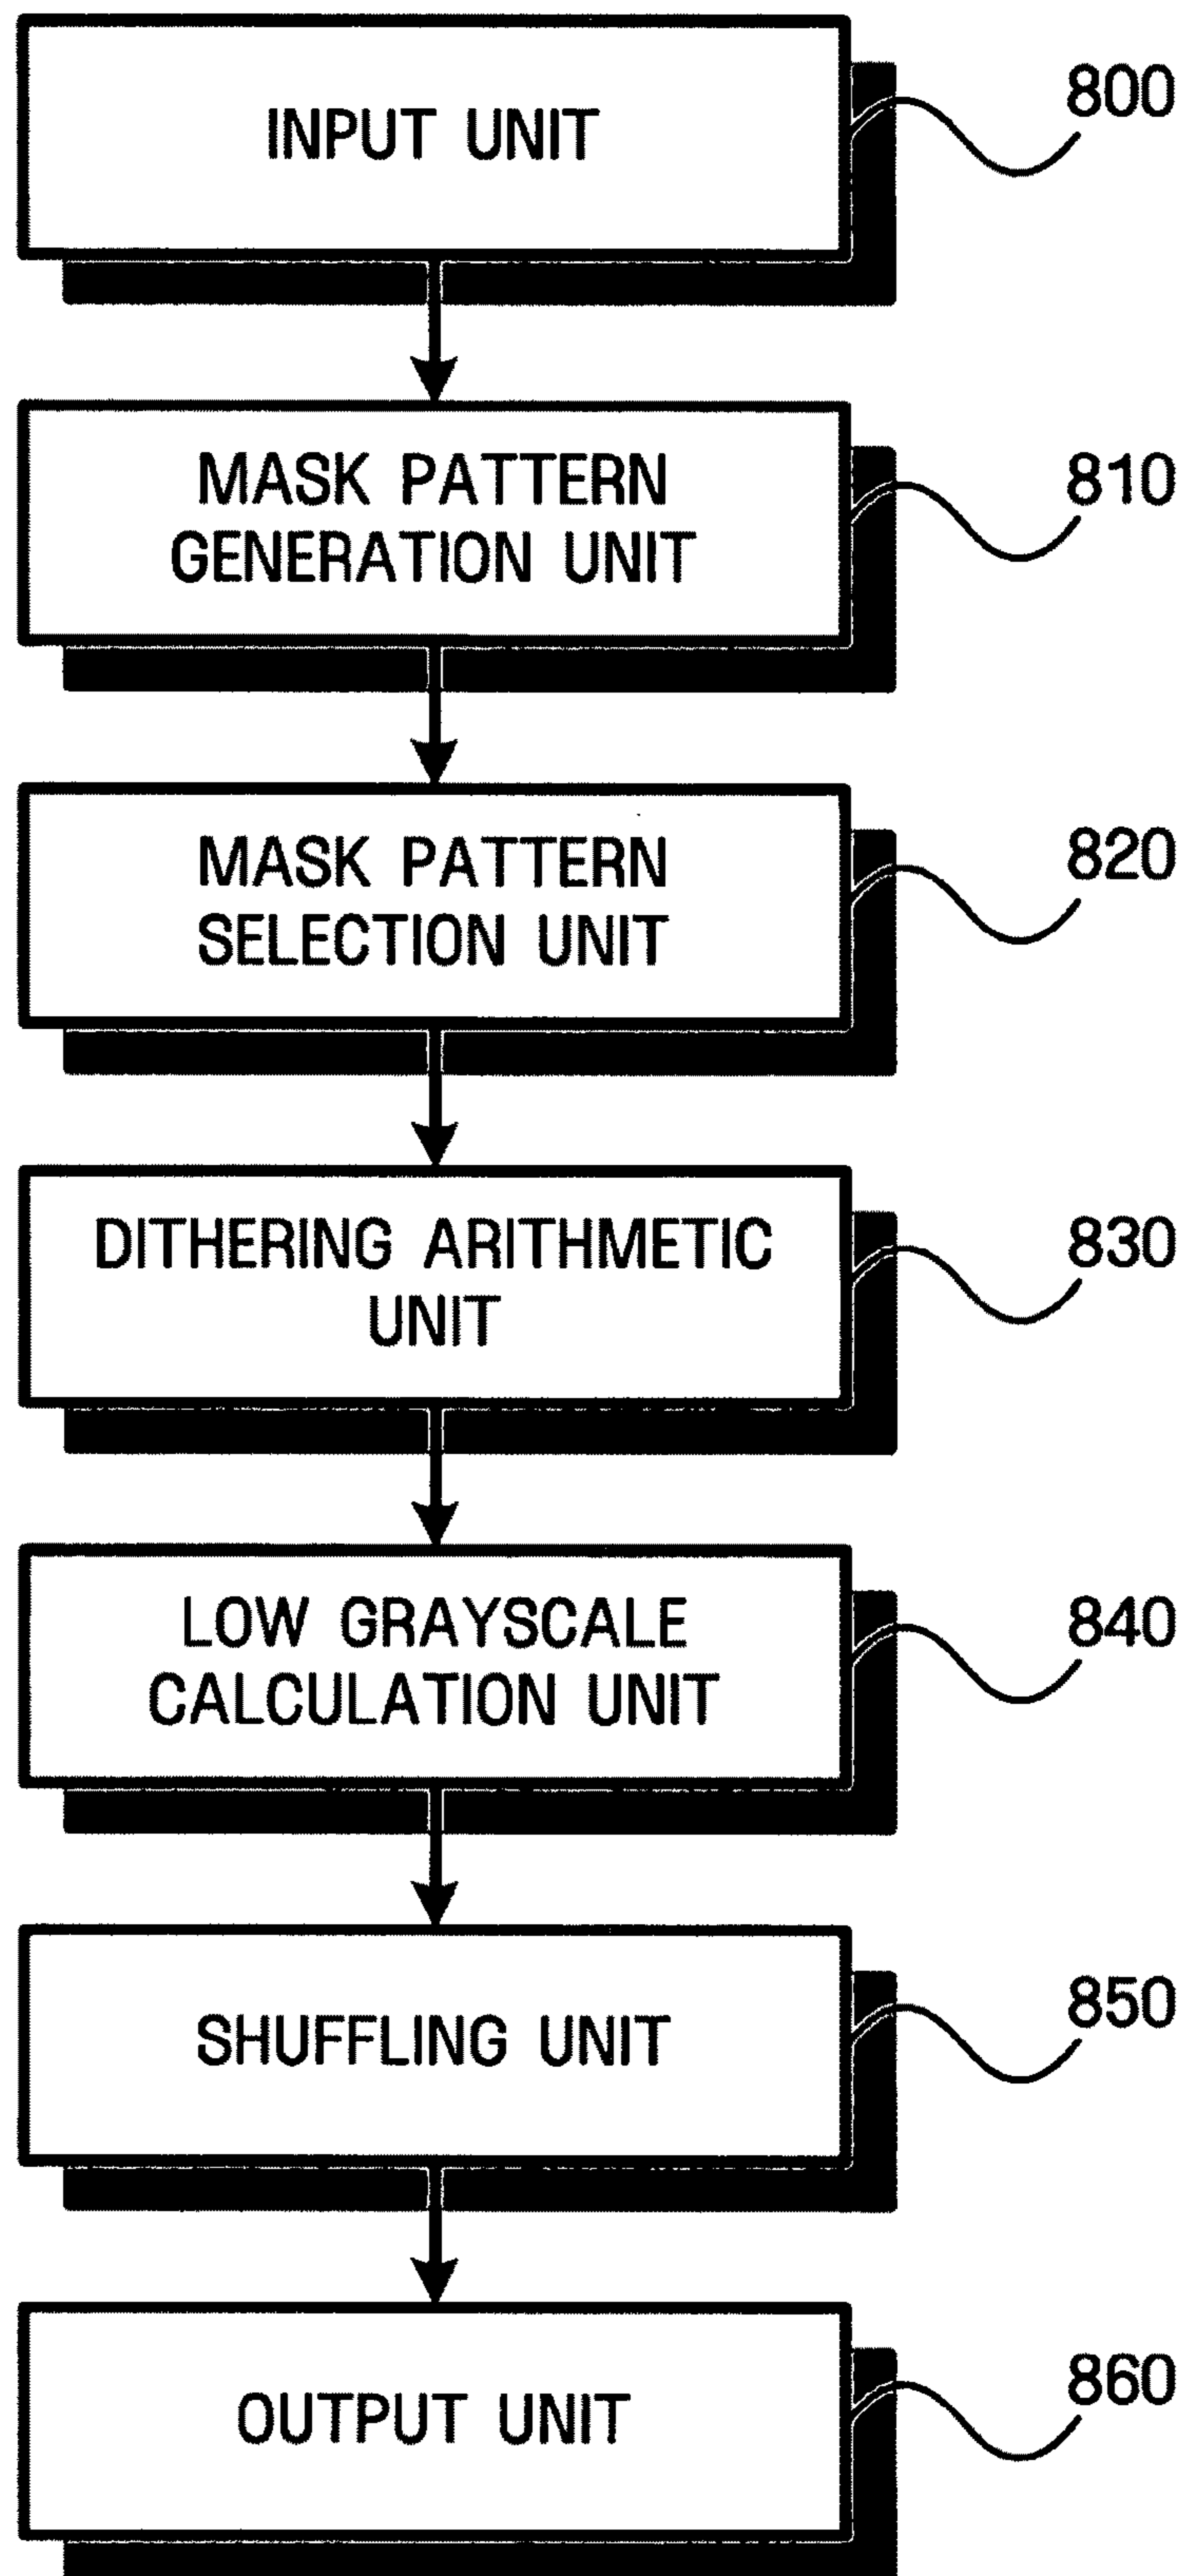 INPUT UNIT
800
MASK PATTERN
GENERATION UNIT
810
MASK PATTERN
SELECTION UNIT
820
DITHERING ARITHMETIC
UNIT
830
LOW GRAYSCALE
CALCULATION UNIT
840
SHUFFLING UNIT
850
OUTPUT UNIT
860